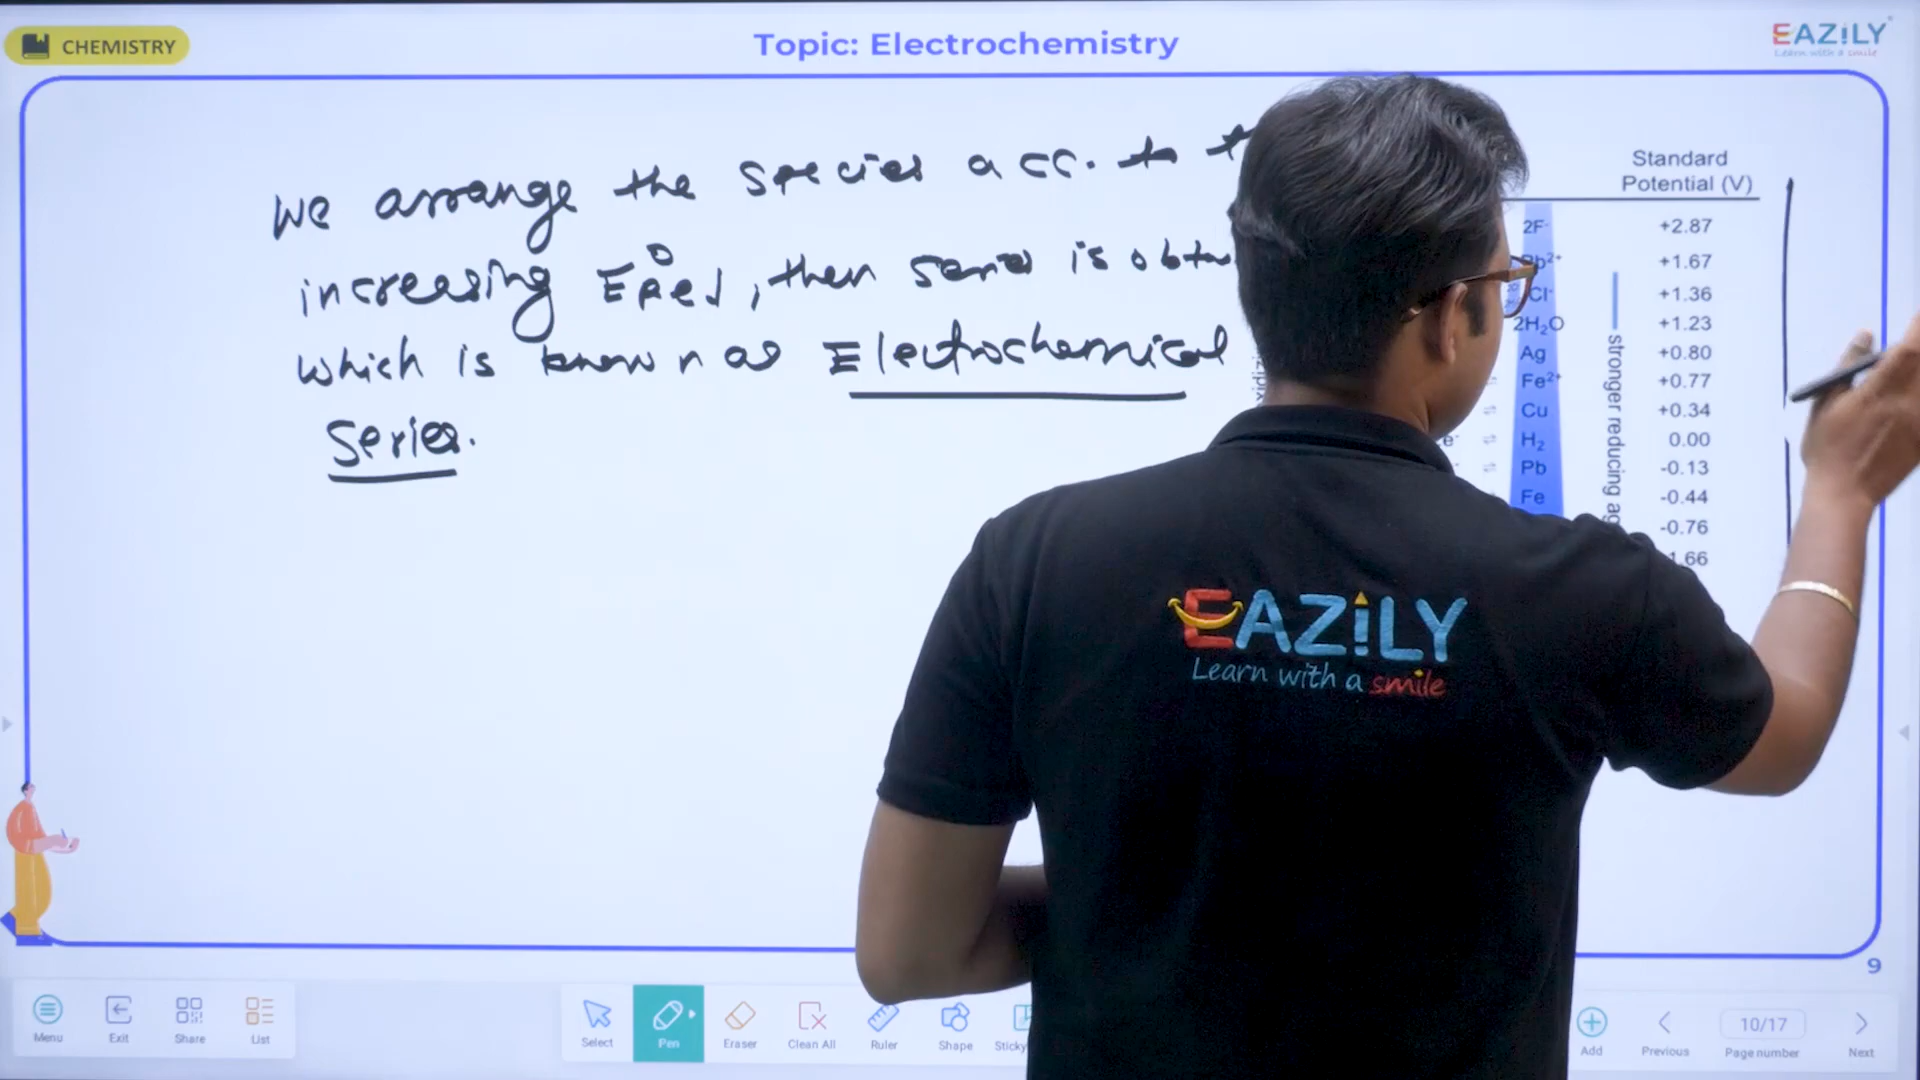 CHEMISTRY
Topic: Electrochemistry
EAZiLY
Learn with a smile
We arrange the species acc. to
increasing E°Red, then series is
which is known as Electrochemical
Series.
Standard
Potential (V)
2F- +2.87
+1.67
Cl- +1.36
2H2O +1.23
Ag +0.80
Fe2+ +0.77
Cu +0.34
e- ⇌ H2 0.00
Pb -0.13
Fe -0.44
-0.76
stronger reducing
EAZiLY
Learn with a smile
9
Menu
Exit
Share
List
Select
Pen
Eraser
Clean All
Ruler
Shape
Sticky
Add
Previous
10/17
Page number
Next